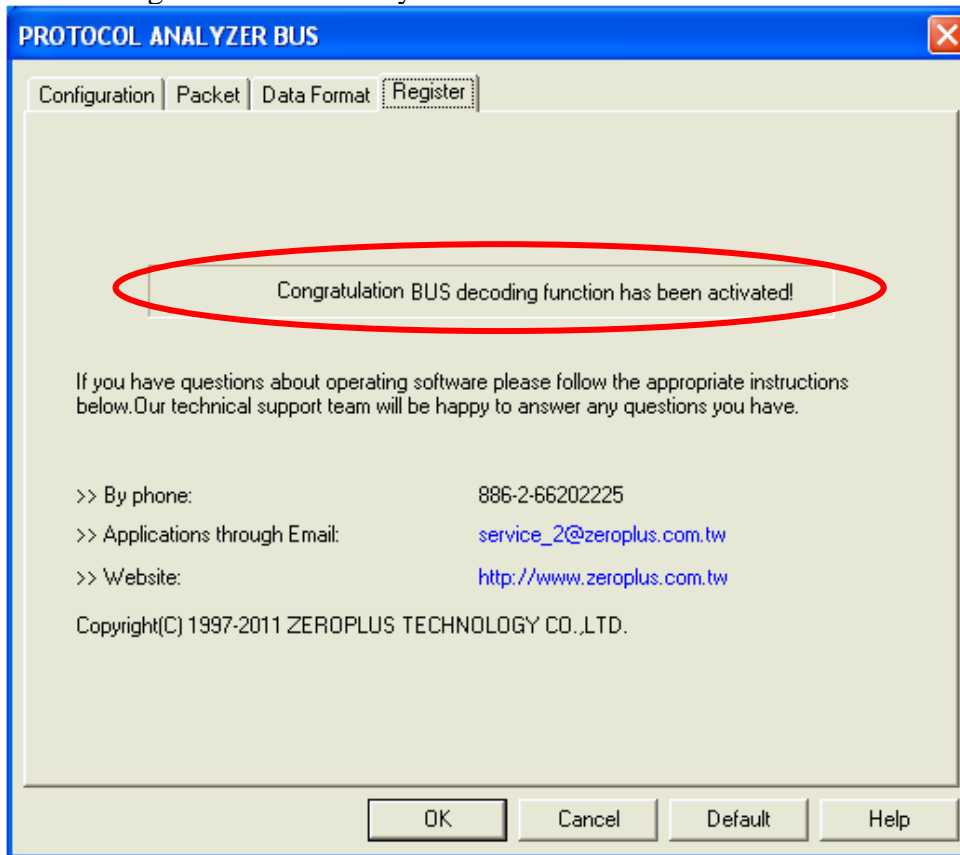 PROTOCOL ANALYZER BUS
Configuration Packet Data Format Register
Congratulation BUS decoding function has been activated!
If you have questions about operating software please follow the appropriate instructions
below.Our technical support team will be happy to answer any questions you have.
>> By phone: 886-2-66202225
>> Applications through Email: service_2@zeroplus.com.tw
>> Website: http://www.zeroplus.com.tw
Copyright(C) 1997-2011 ZEROPLUS TECHNOLOGY CO.,LTD.
OK Cancel Default Help